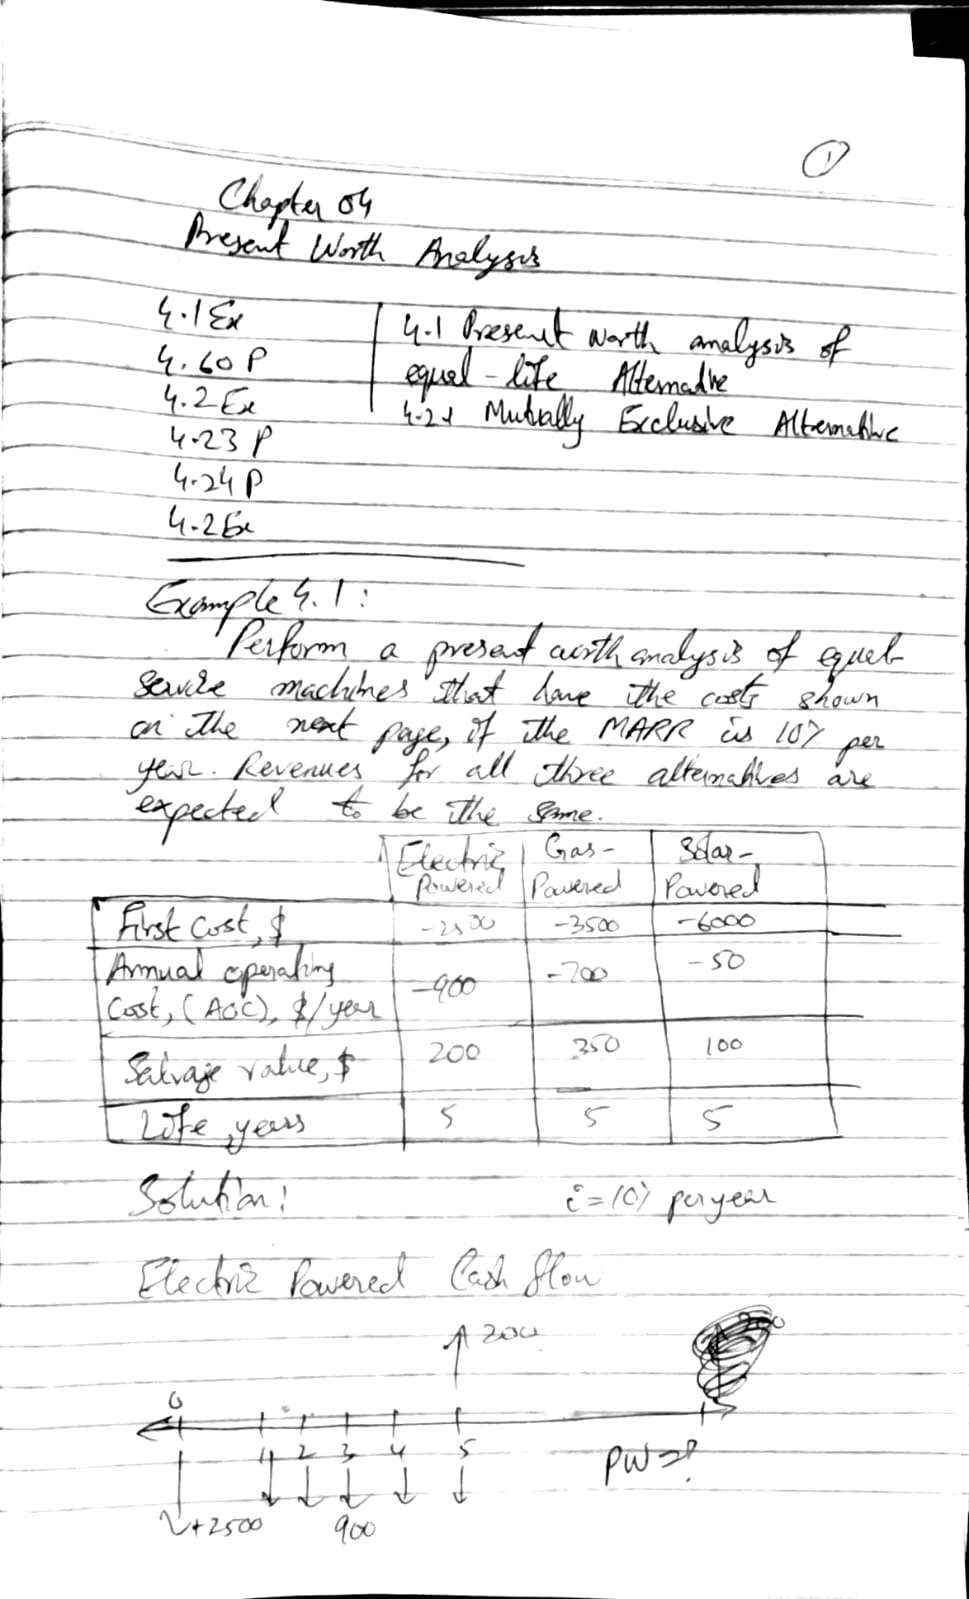 1
Chapter 04
Present Worth Analysis
4.1 Ex
4.60 P
4.2 Ex
4.23 P
4.24 P
4.2 Ex
4.1 Present worth analysis of
equal-life Alternative
4.2 Mutually Exclusive Alternative
Example 4.1:
Perform a present worth analysis of equal-
service machines that have the costs shown
on the next page, if the MARR is 10% per
year. Revenues for all three alternatives are
expected to be the same.
Electric Powered Gas-Powered Solar-Powered
First Cost, $ -2500 -3500 -6000
Annual operating Cost, (AOC), $/year -900 -700 -50
Salvage value, $ 200 350 100
Life, years 5 5 5
Solution: i=10% per year
Electric Powered Cash flow
200
0
1 2 3 4 5
PW=?
+2500 900